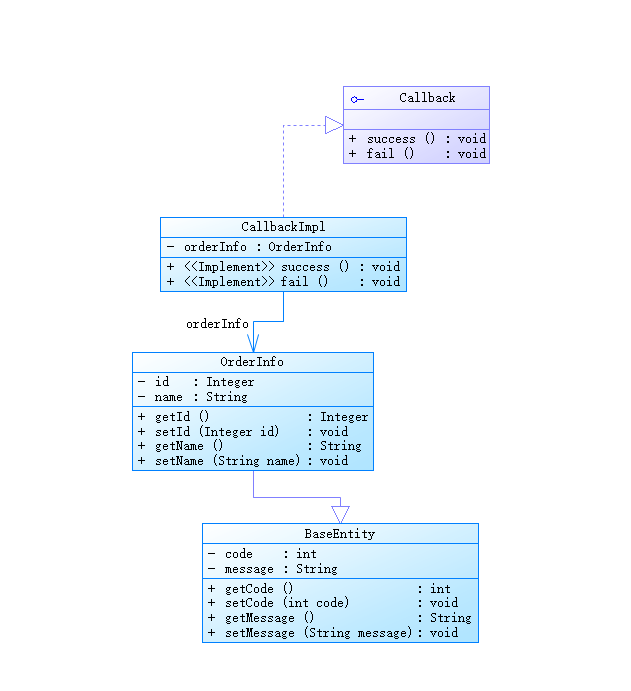 Callback
+ success () : void
+ fail () : void
CallbackImpl
- orderInfo : OrderInfo
+ <<Implement>> success () : void
+ <<Implement>> fail () : void
orderInfo
OrderInfo
- id : Integer
- name : String
+ getId () : Integer
+ setId (Integer id) : void
+ getName () : String
+ setName (String name) : void
BaseEntity
- code : int
- message : String
+ getCode () : int
+ setCode (int code) : void
+ getMessage () : String
+ setMessage (String message) : void